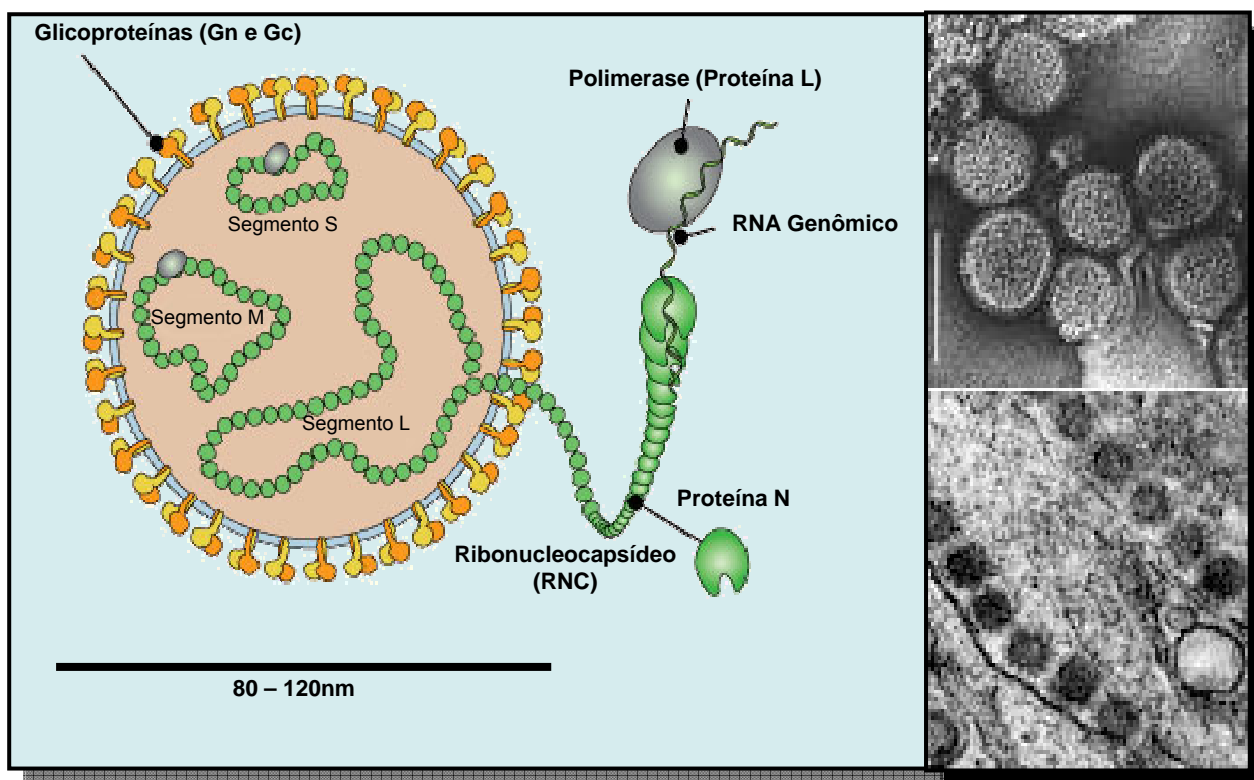 Glicoproteínas (Gn e Gc)
Polimerase (Proteína L)
Segmento S
RNA Genômico
Segmento M
Segmento L
Proteína N
Ribonucleocapsídeo
(RNC)
80 – 120nm